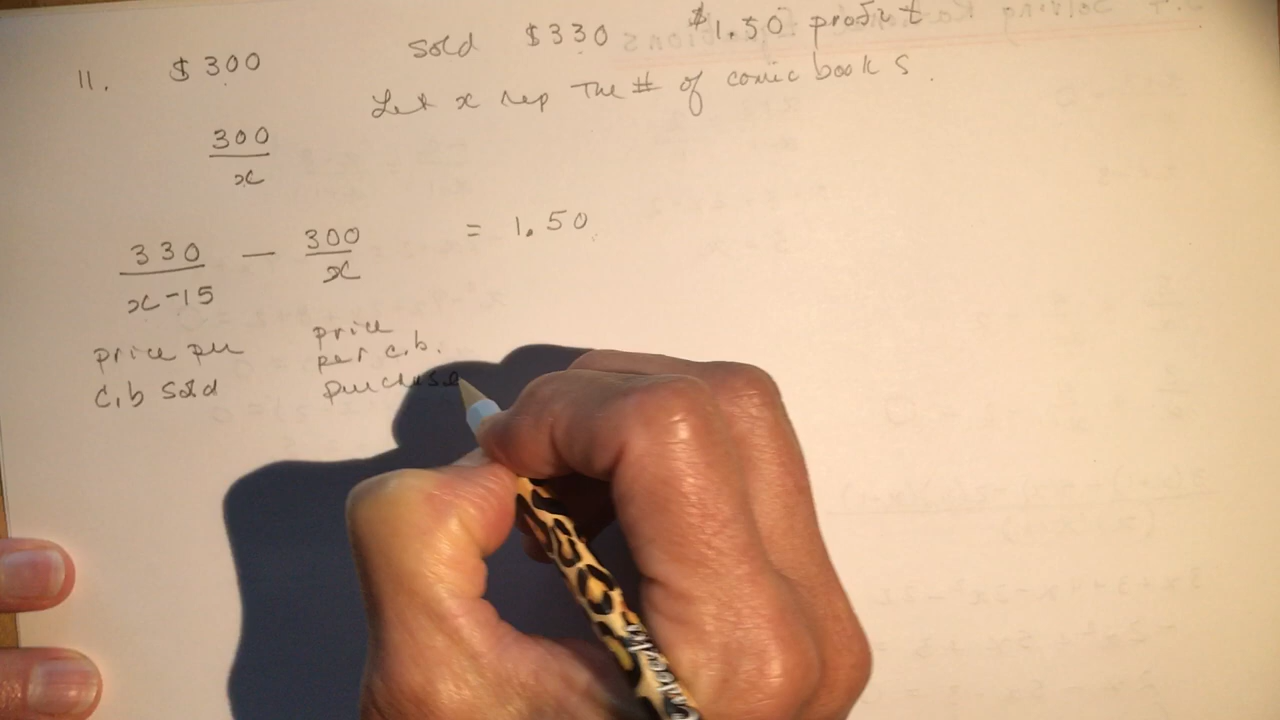 11. $300 sold $330 $1.50 profit
Let x rep the # of comic books.
300
x
330 — 300 = 1.50
x-15 x
price per price
c.b sold per c.b.
purchase